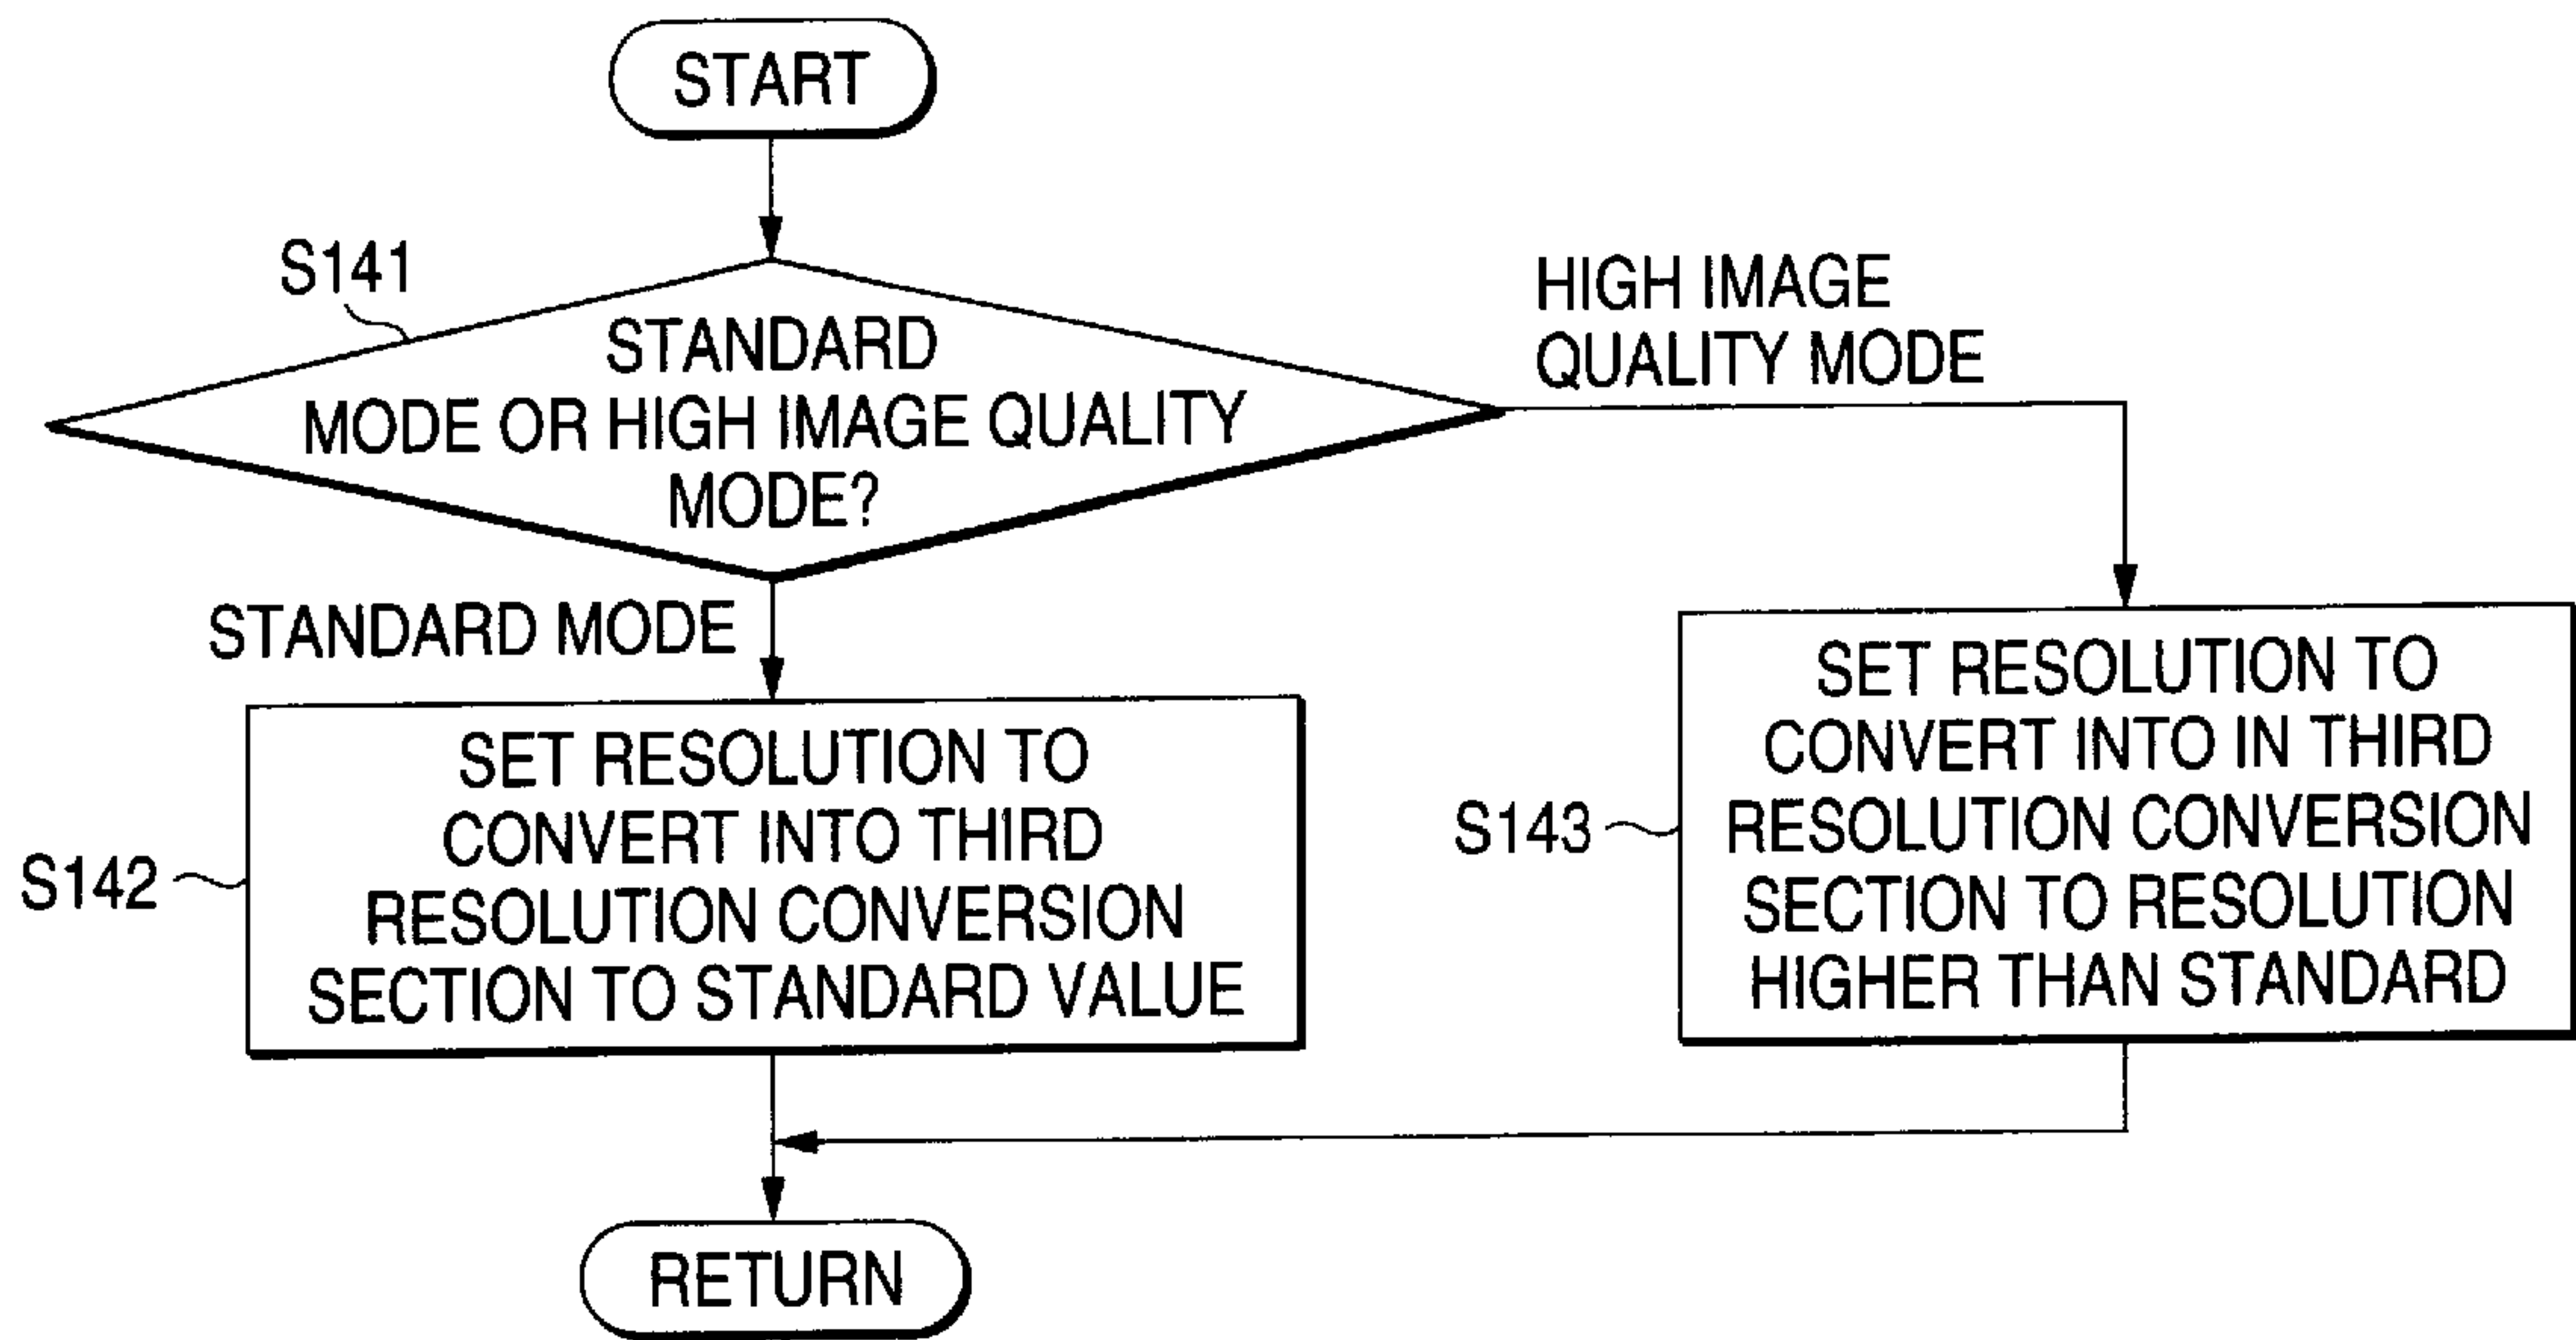 START
S141
STANDARD
MODE OR HIGH IMAGE QUALITY
MODE?
HIGH IMAGE
QUALITY MODE
STANDARD MODE
S142
SET RESOLUTION TO
CONVERT INTO THIRD
RESOLUTION CONVERSION
SECTION TO STANDARD VALUE
S143
SET RESOLUTION TO
CONVERT INTO IN THIRD
RESOLUTION CONVERSION
SECTION TO RESOLUTION
HIGHER THAN STANDARD
RETURN